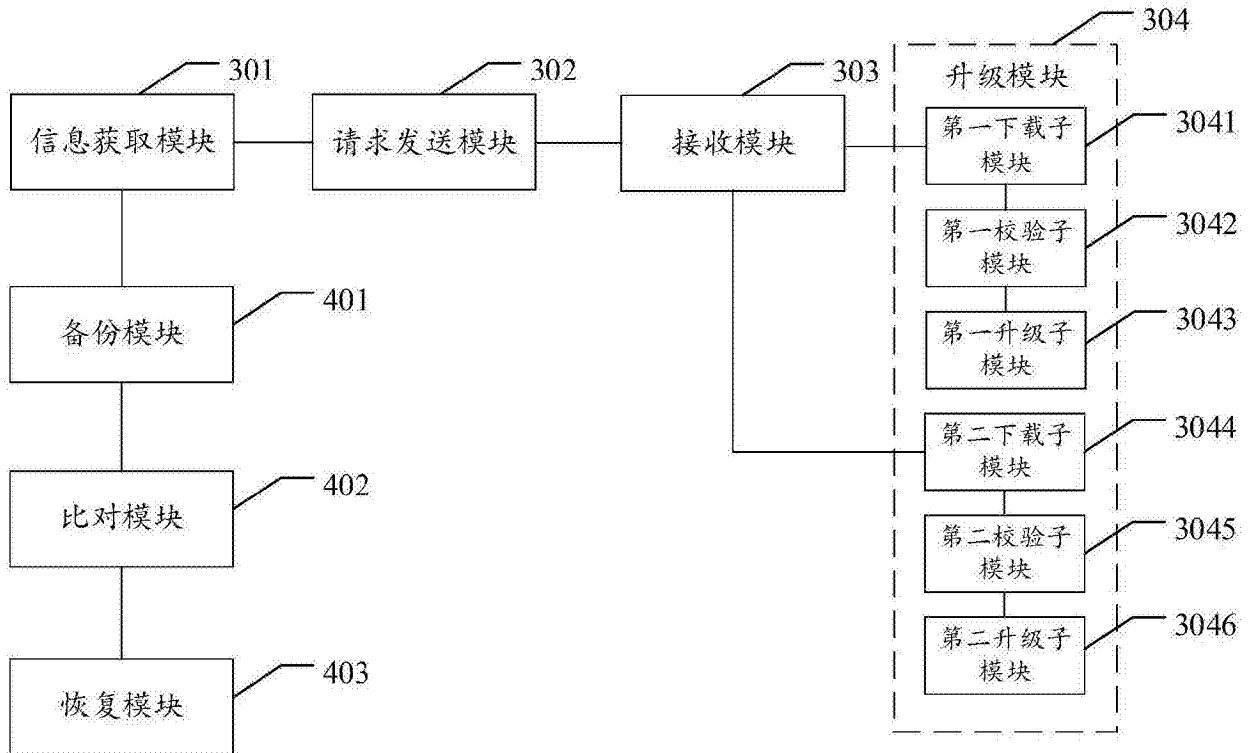 304
升级模块
301
302
303
信息获取模块
请求发送模块
接收模块
第一下载子
模块
3041
第一校验子
模块
3042
第一升级子
模块
3043
第二下载子
模块
3044
第二校验子
模块
3045
第二升级子
模块
3046
401
备份模块
402
比对模块
403
恢复模块